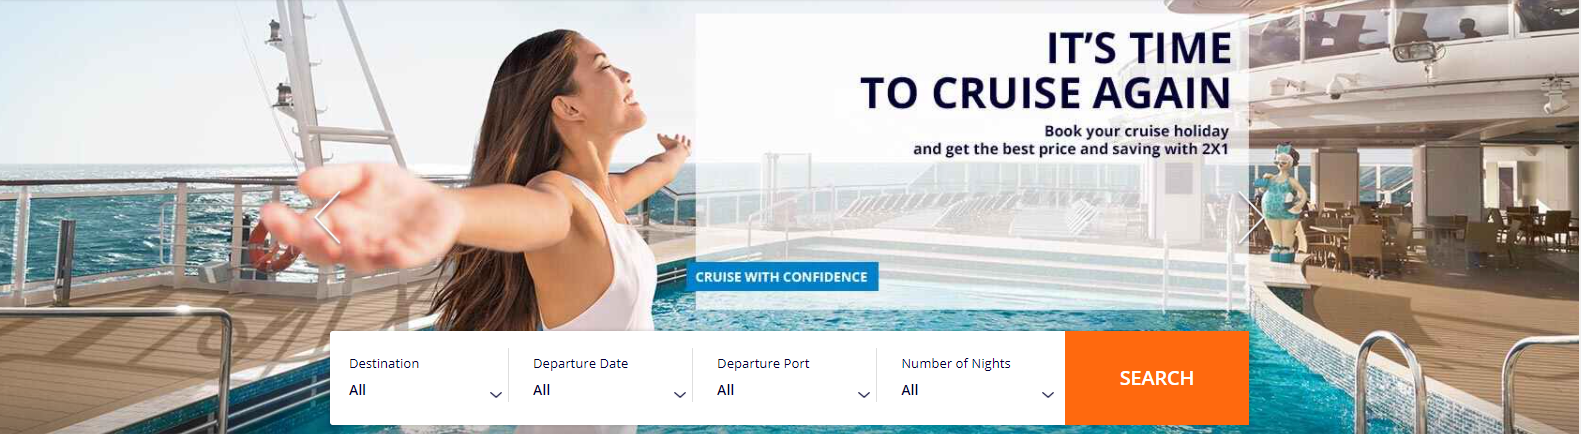 IT'S TIME
TO CRUISE AGAIN
Book your cruise holiday
and get the best price and saving with 2X1
CRUISE WITH CONFIDENCE
Destination
All
Departure Date
All
Departure Port
All
Number of Nights
All
SEARCH